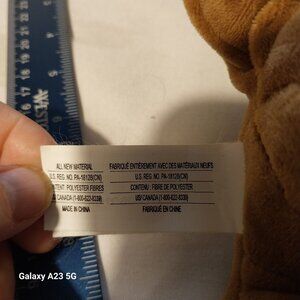 ALL NEW MATERIAL
U.S. REG. NO. PA-18128(CN)
CONTENT: POLYESTER FIBRES
US/ CANADA (1-800-822-8339)
MADE IN CHINA
FABRIQUÉ ENTIÈREMENT AVEC DES MATÉRIAUX NEUFS
U.S. REG. NO. PA-18128(CN)
CONTENU : FIBRE DE POLYESTER
US/ CANADA (1-800-822-8339)
FABRIQUÉ EN CHINE
Galaxy A23 5G